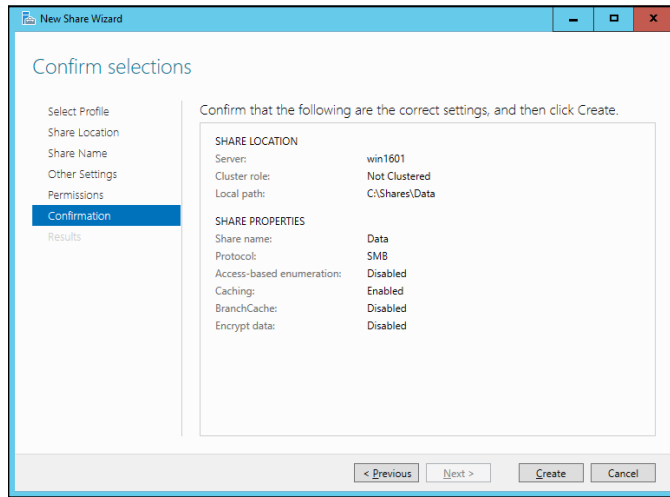 New Share Wizard
Confirm selections
Select Profile
Share Location
Share Name
Other Settings
Permissions
Confirmation
Results
Confirm that the following are the correct settings, and then click Create.
SHARE LOCATION
Server: win1601
Cluster role: Not Clustered
Local path: C:\Shares\Data
SHARE PROPERTIES
Share name: Data
Protocol: SMB
Access-based enumeration: Disabled
Caching: Enabled
BranchCache: Disabled
Encrypt data: Disabled
< Previous Next > Create Cancel